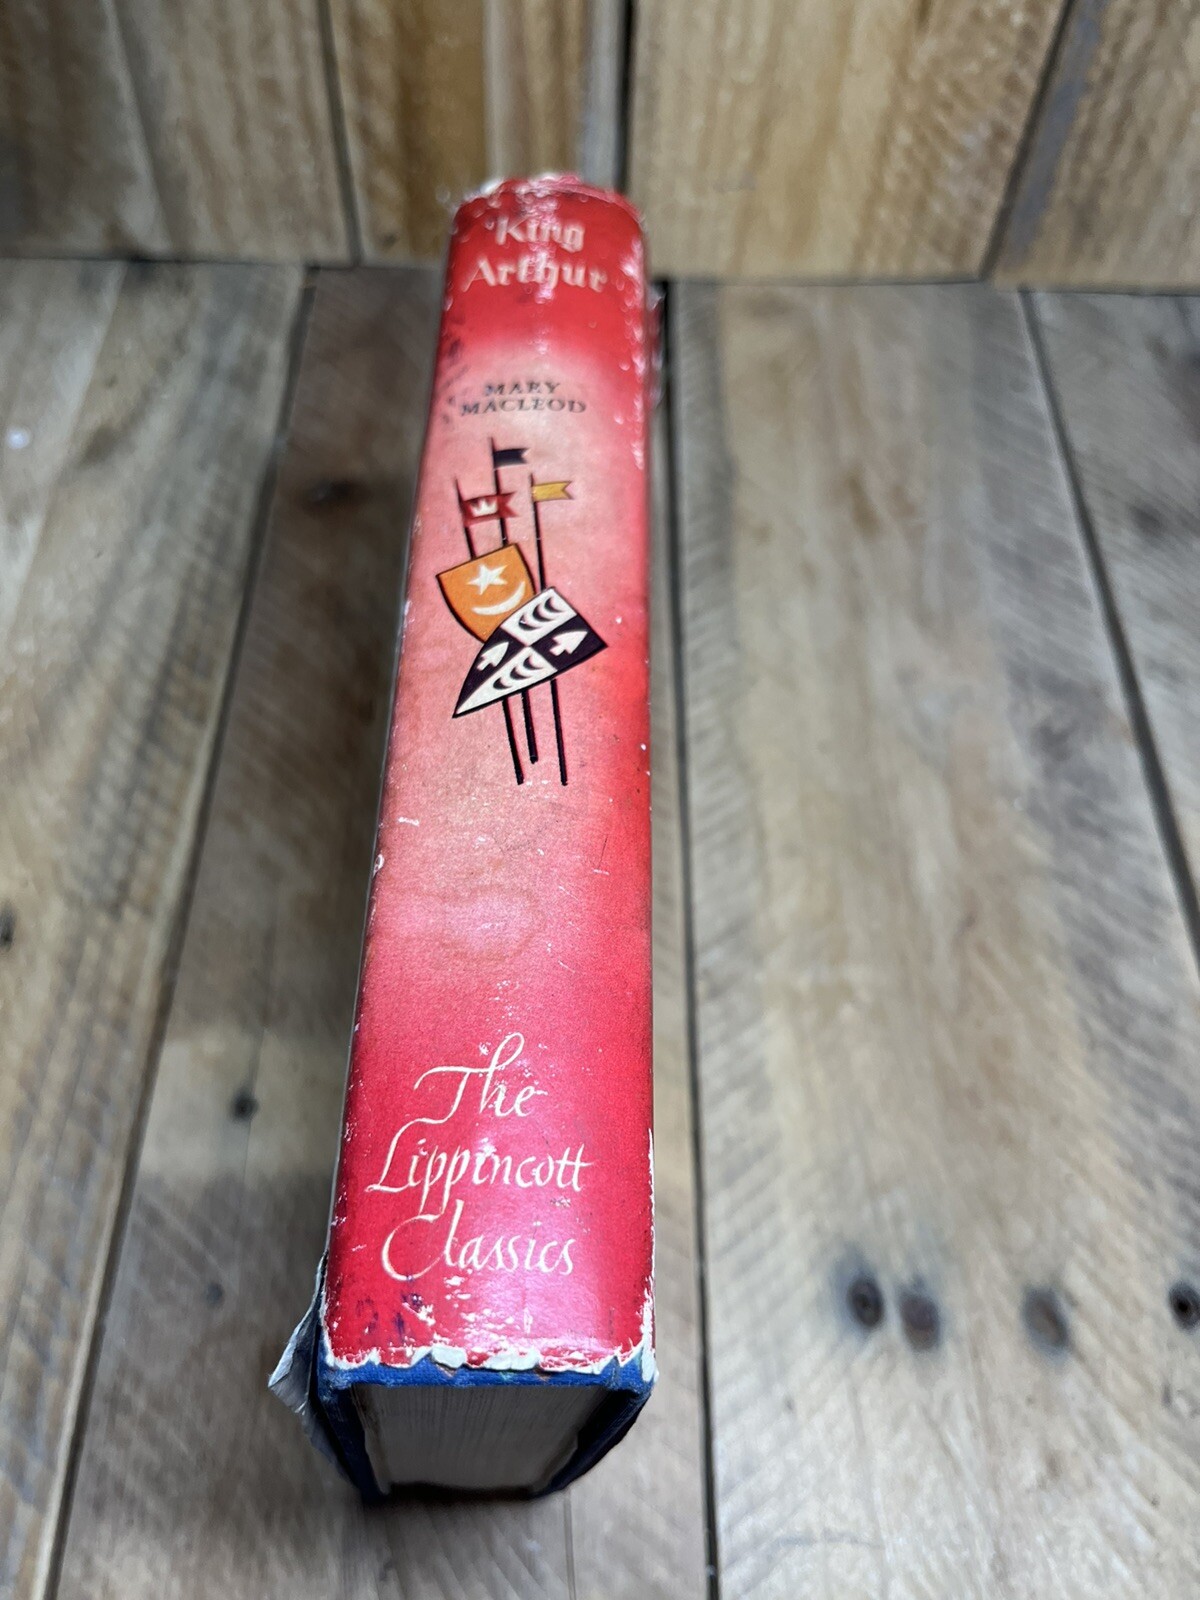 King
Arthur
MARY
MACLEOD
The
Lippincott
Classics